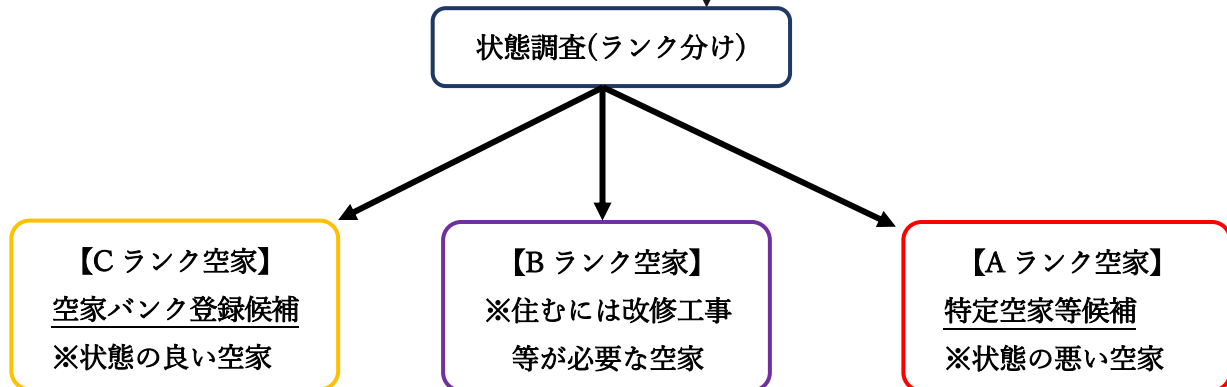 状態調査(ランク分け)
【C ランク空家】
空家バンク登録候補
※状態の良い空家
【B ランク空家】
※住むには改修工事
等が必要な空家
【A ランク空家】
特定空家等候補
※状態の悪い空家